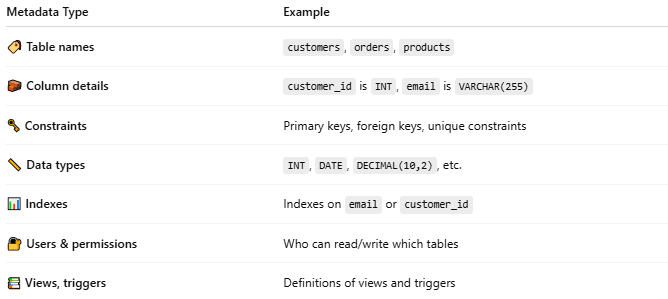 Metadata Type Example
🏷️ Table names customers, orders, products
🧱 Column details customer_id is INT, email is VARCHAR(255)
🔑 Constraints Primary keys, foreign keys, unique constraints
📏 Data types INT, DATE, DECIMAL(10,2), etc.
📊 Indexes Indexes on email or customer_id
🔐 Users & permissions Who can read/write which tables
📚 Views, triggers Definitions of views and triggers